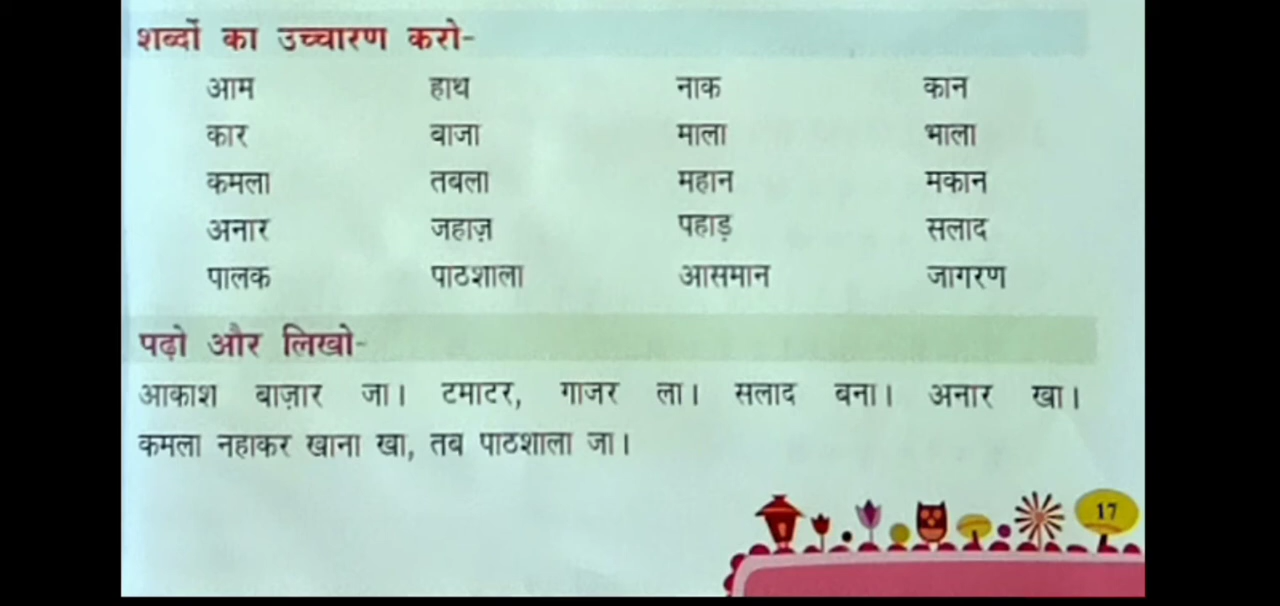 शब्दों का उच्चारण करो-
आम हाथ नाक कान
कार बाजा माला भाला
कमला तबला महान मकान
अनार जहाज़ पहाड़ सलाद
पालक पाठशाला आसमान जागरण
पढ़ो और लिखो-
आकाश बाज़ार जा। टमाटर, गाजर ला। सलाद बना। अनार खा।
कमला नहाकर खाना खा, तब पाठशाला जा।
17